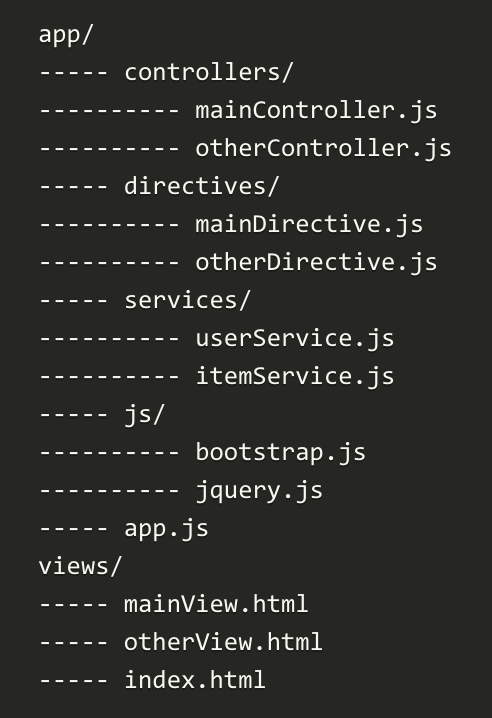 app/
----- controllers/
---------- mainController.js
---------- otherController.js
----- directives/
---------- mainDirective.js
---------- otherDirective.js
----- services/
---------- userService.js
---------- itemService.js
----- js/
---------- bootstrap.js
---------- jquery.js
----- app.js
views/
----- mainView.html
----- otherView.html
----- index.html